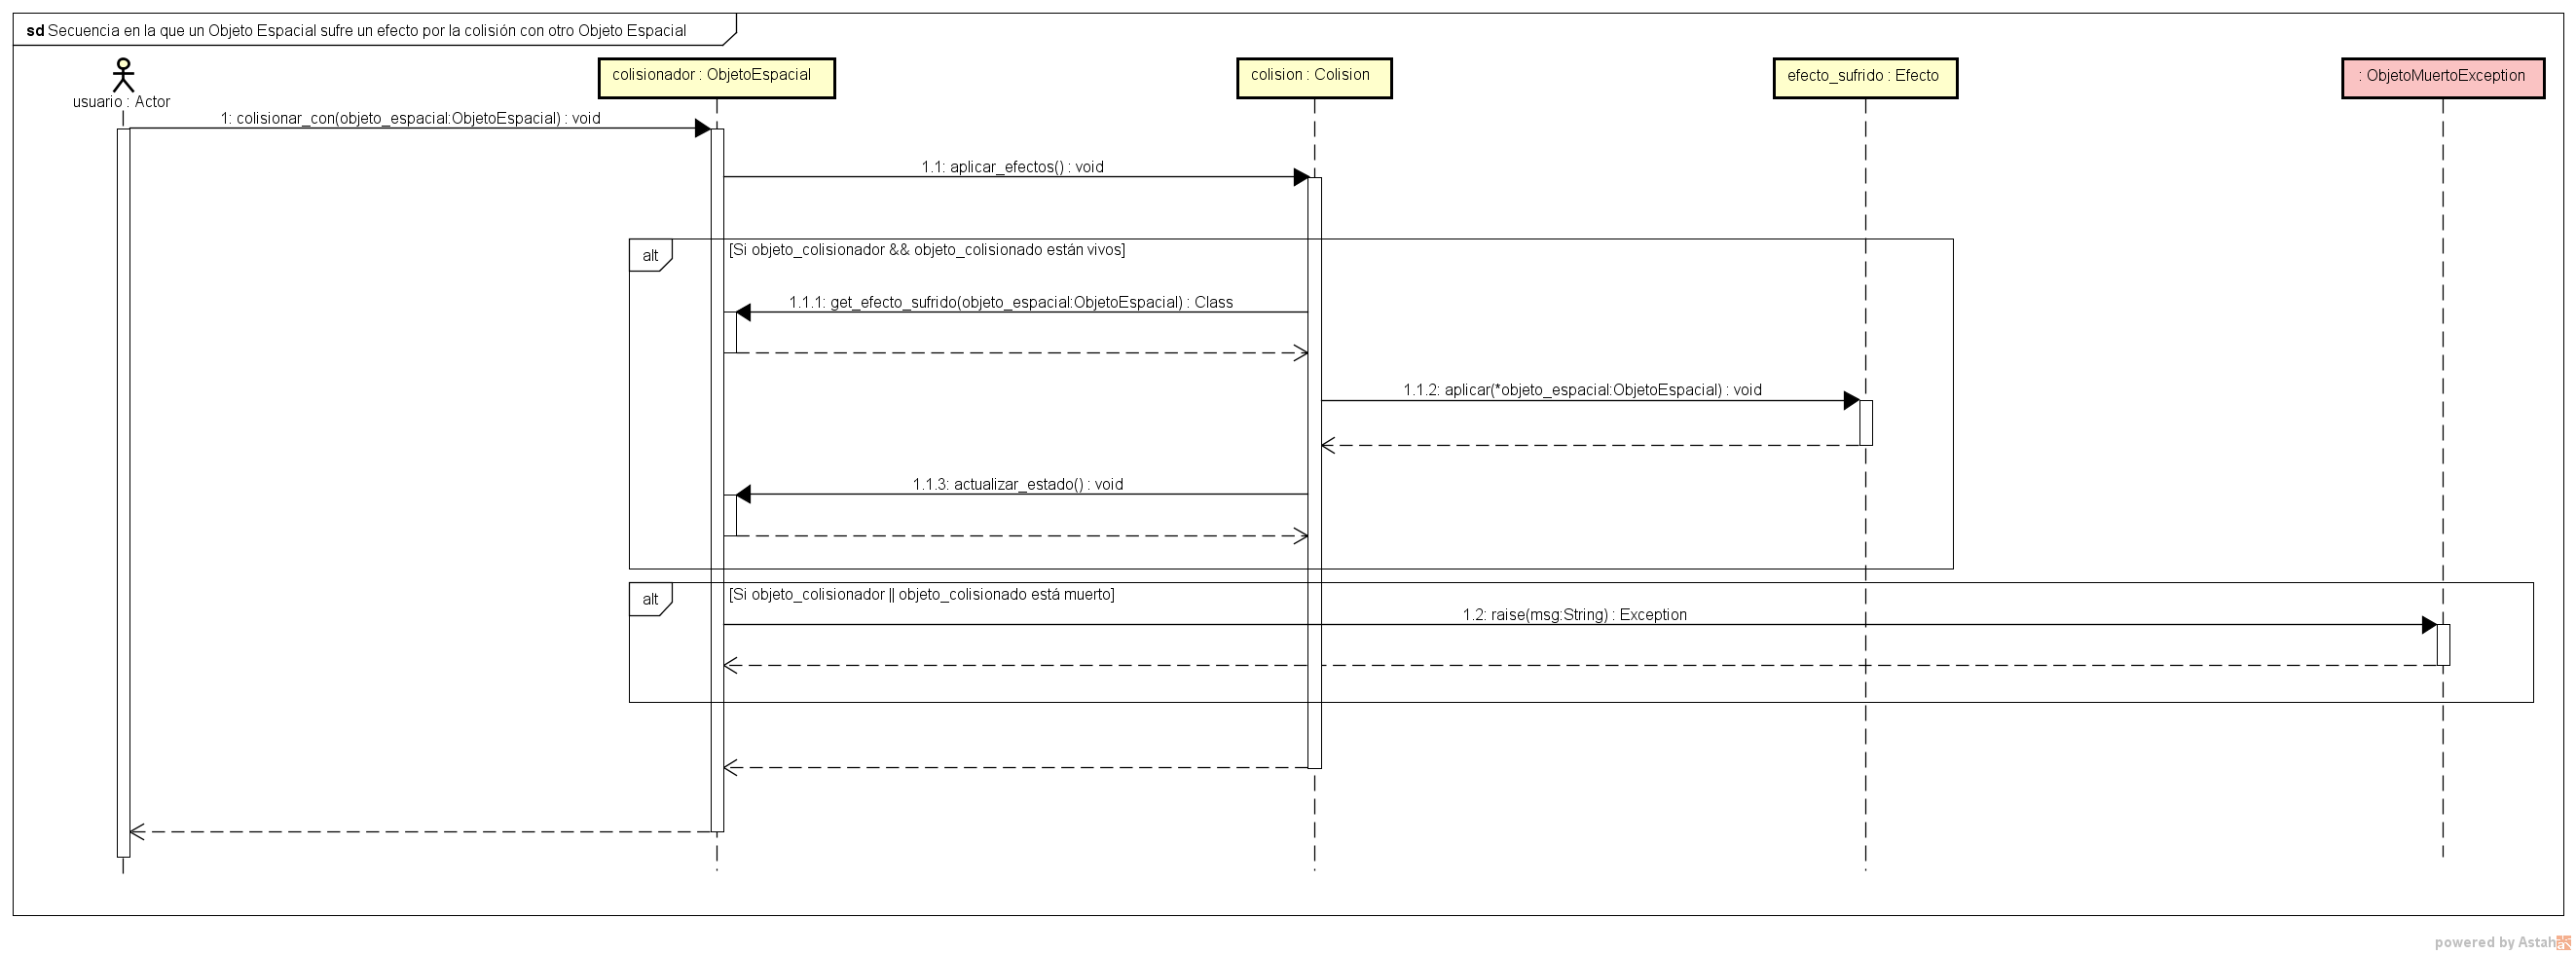 sd Secuencia en la que un Objeto Espacial sufre un efecto por la colisión con otro Objeto Espacial
usuario : Actor
colisionador : ObjetoEspacial
colision : Colision
efecto_sufrido : Efecto
: ObjetoMuertoException
1: colisionar_con(objeto_espacial:ObjetoEspacial) : void
1.1: aplicar_efectos() : void
alt
[Si objeto_colisionador && objeto_colisionado están vivos]
1.1.1: get_efecto_sufrido(objeto_espacial:ObjetoEspacial) : Class
1.1.2: aplicar(*objeto_espacial:ObjetoEspacial) : void
1.1.3: actualizar_estado() : void
alt
[Si objeto_colisionador || objeto_colisionado está muerto]
1.2: raise(msg:String) : Exception
powered by Astah